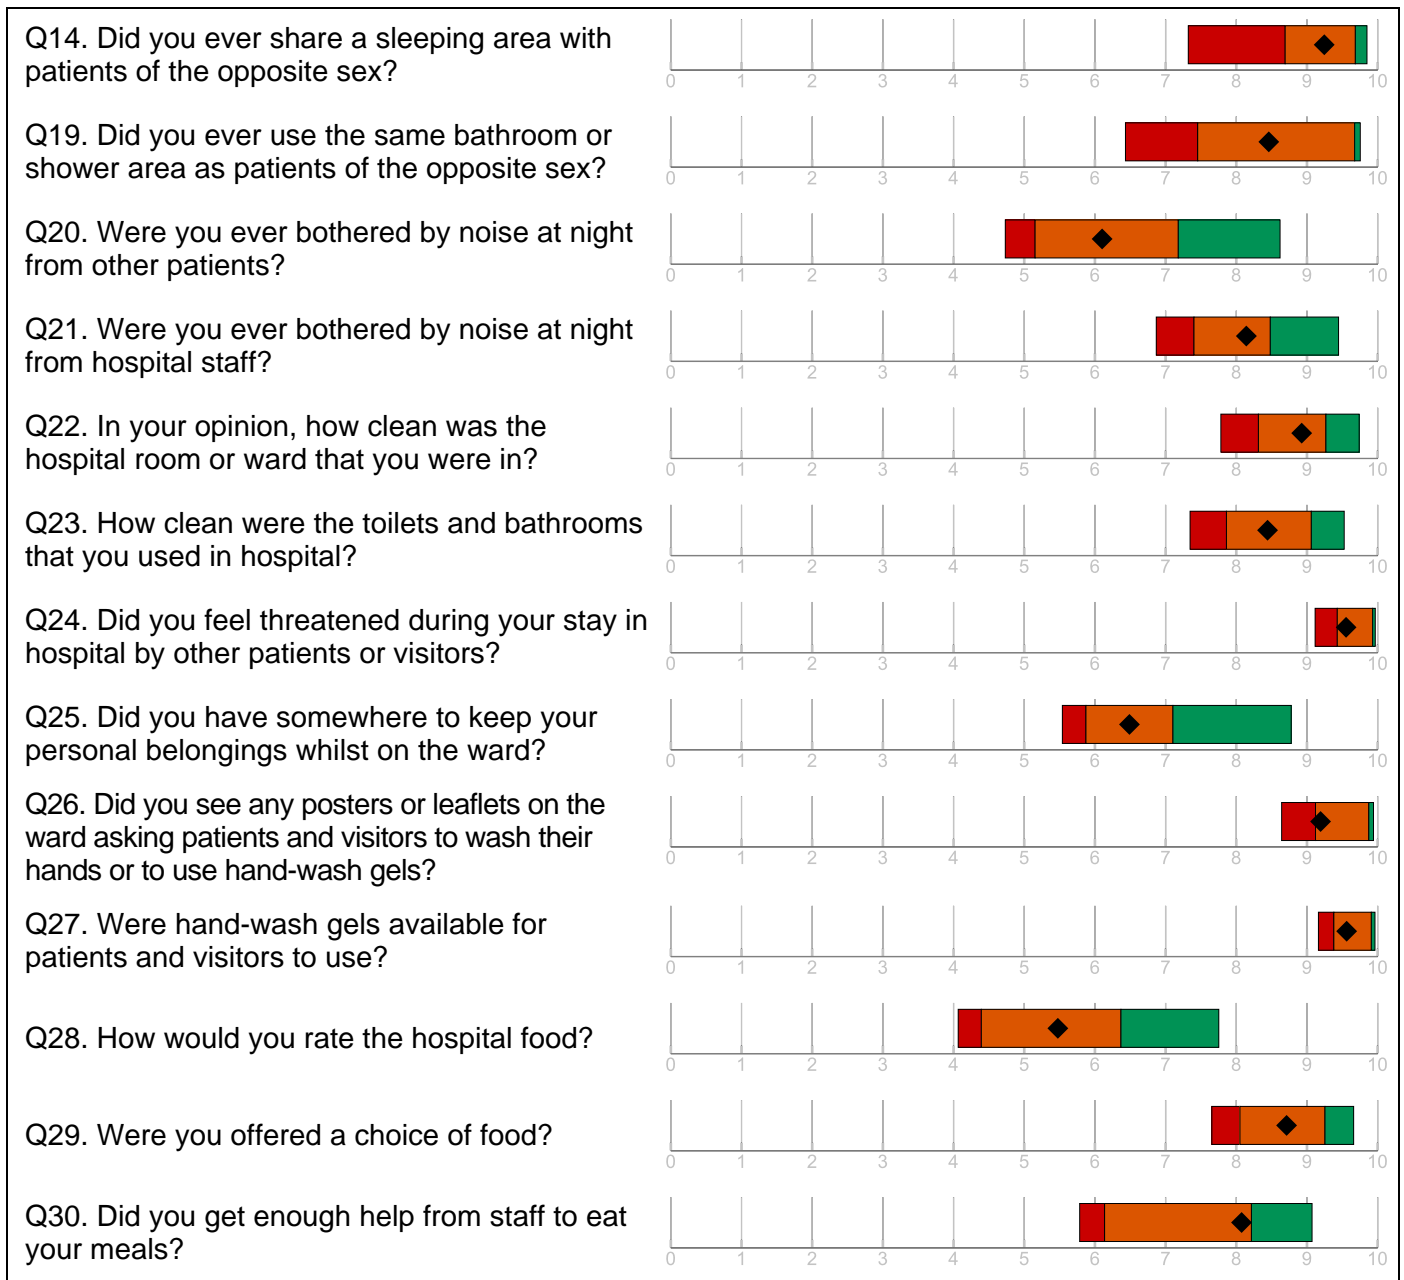 Q14. Did you ever share a sleeping area with
patients of the opposite sex?
0 1 2 3 4 5 6 7 8 9 10
Q19. Did you ever use the same bathroom or
shower area as patients of the opposite sex?
0 1 2 3 4 5 6 7 8 9 10
Q20. Were you ever bothered by noise at night
from other patients?
0 1 2 3 4 5 6 7 8 9 10
Q21. Were you ever bothered by noise at night
from hospital staff?
0 1 2 3 4 5 6 7 8 9 10
Q22. In your opinion, how clean was the
hospital room or ward that you were in?
0 1 2 3 4 5 6 7 8 9 10
Q23. How clean were the toilets and bathrooms
that you used in hospital?
0 1 2 3 4 5 6 7 8 9 10
Q24. Did you feel threatened during your stay in
hospital by other patients or visitors?
0 1 2 3 4 5 6 7 8 9 10
Q25. Did you have somewhere to keep your
personal belongings whilst on the ward?
0 1 2 3 4 5 6 7 8 9 10
Q26. Did you see any posters or leaflets on the
ward asking patients and visitors to wash their
hands or to use hand-wash gels?
0 1 2 3 4 5 6 7 8 9 10
Q27. Were hand-wash gels available for
patients and visitors to use?
0 1 2 3 4 5 6 7 8 9 10
Q28. How would you rate the hospital food?
0 1 2 3 4 5 6 7 8 9 10
Q29. Were you offered a choice of food?
0 1 2 3 4 5 6 7 8 9 10
Q30. Did you get enough help from staff to eat
your meals?
0 1 2 3 4 5 6 7 8 9 10